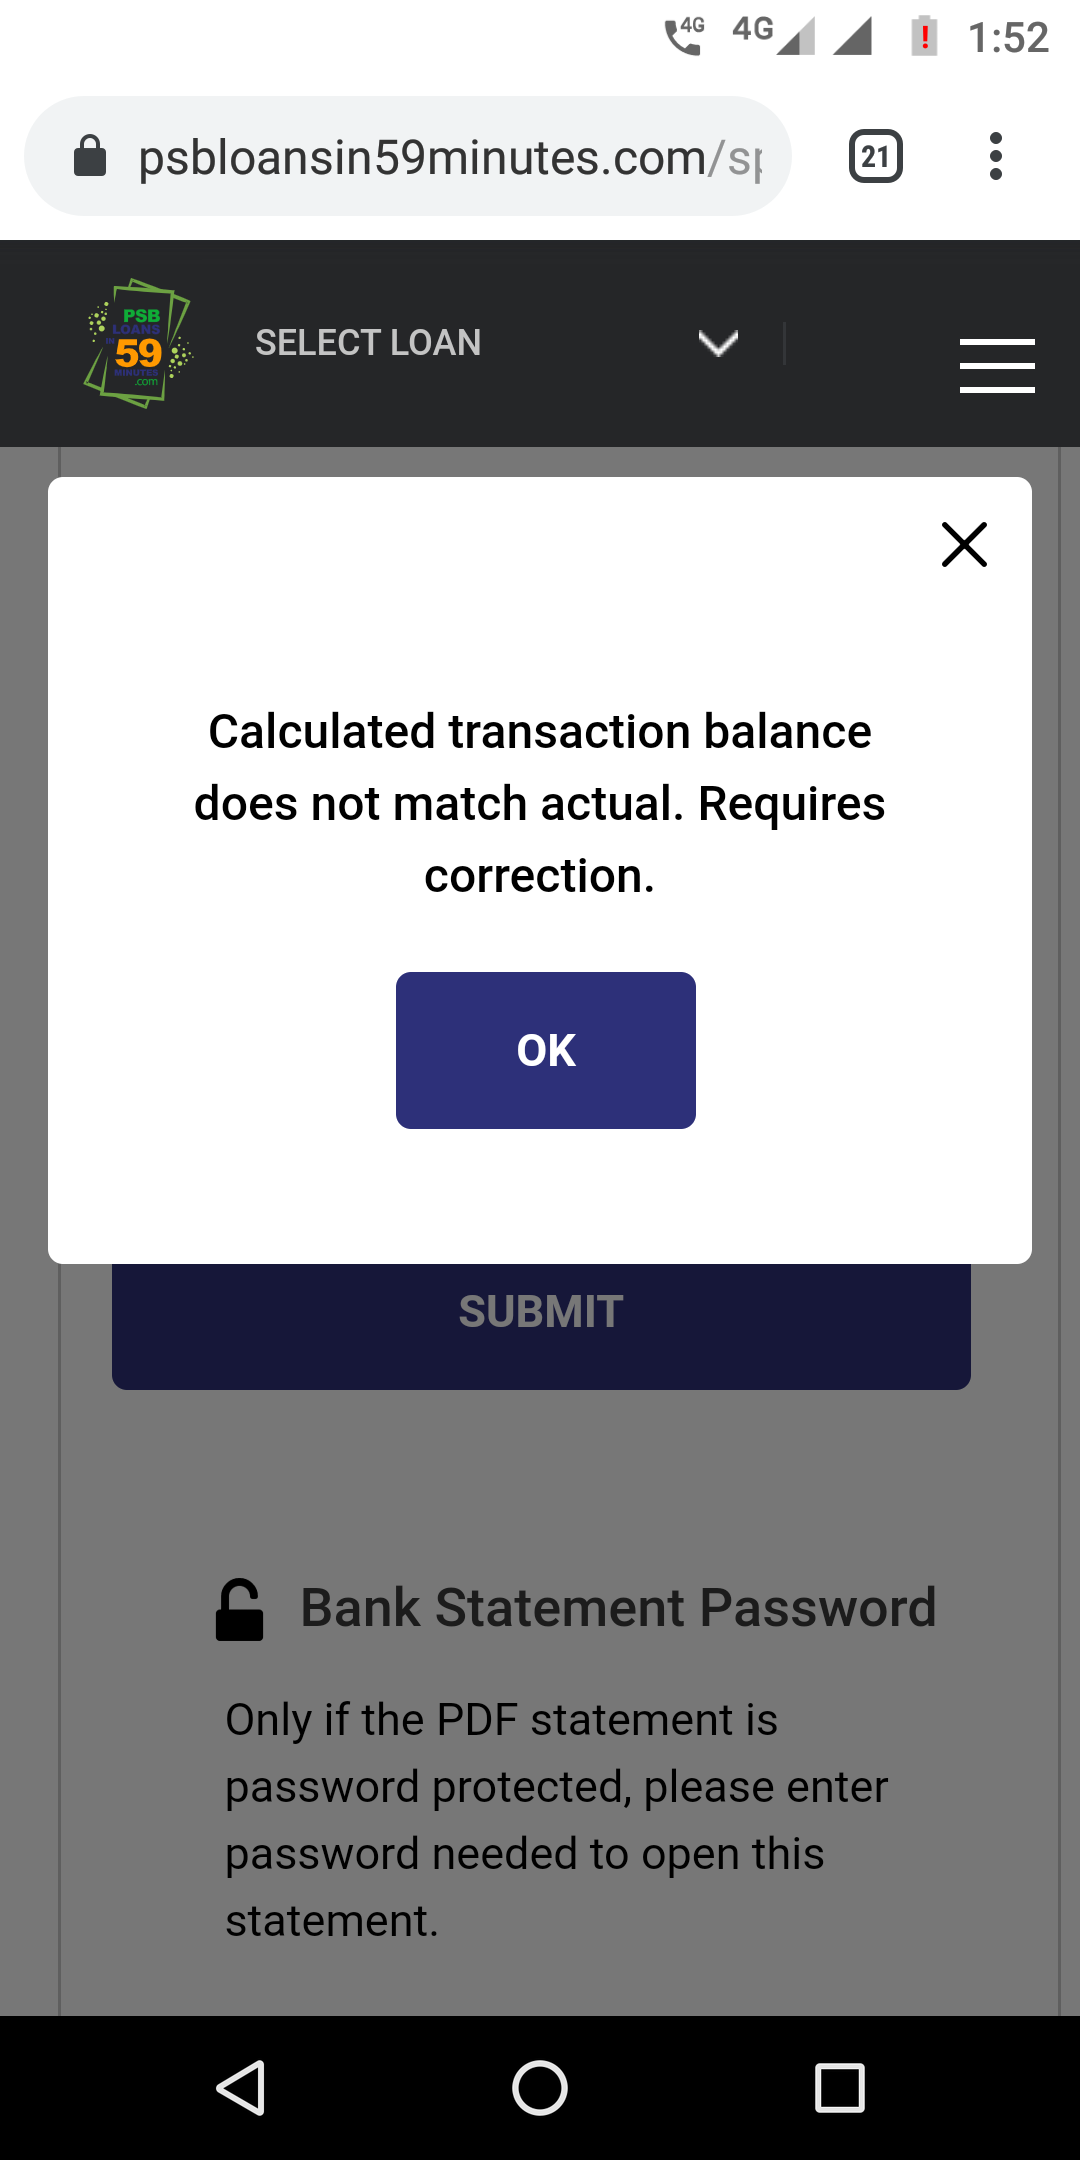 4G 4G 1:52
psbloansin59minutes.com/sp
21
PSB
LOANS
IN
59
MINUTES
.com
SELECT LOAN
Calculated transaction balance
does not match actual. Requires
correction.
OK
SUBMIT
Bank Statement Password
Only if the PDF statement is
password protected, please enter
password needed to open this
statement.